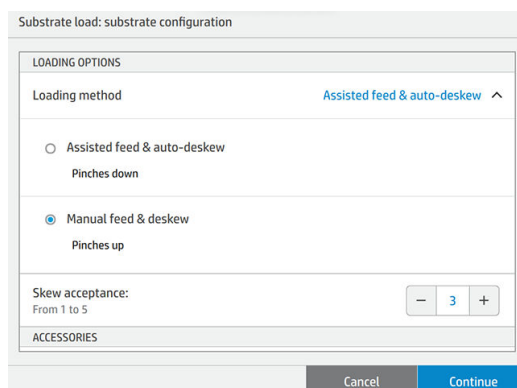 Substrate load: substrate configuration
LOADING OPTIONS
Loading method Assisted feed & auto-deskew
Assisted feed & auto-deskew
Pinches down
Manual feed & deskew
Pinches up
Skew acceptance:
From 1 to 5
− 3 +
ACCESSORIES
Cancel Continue